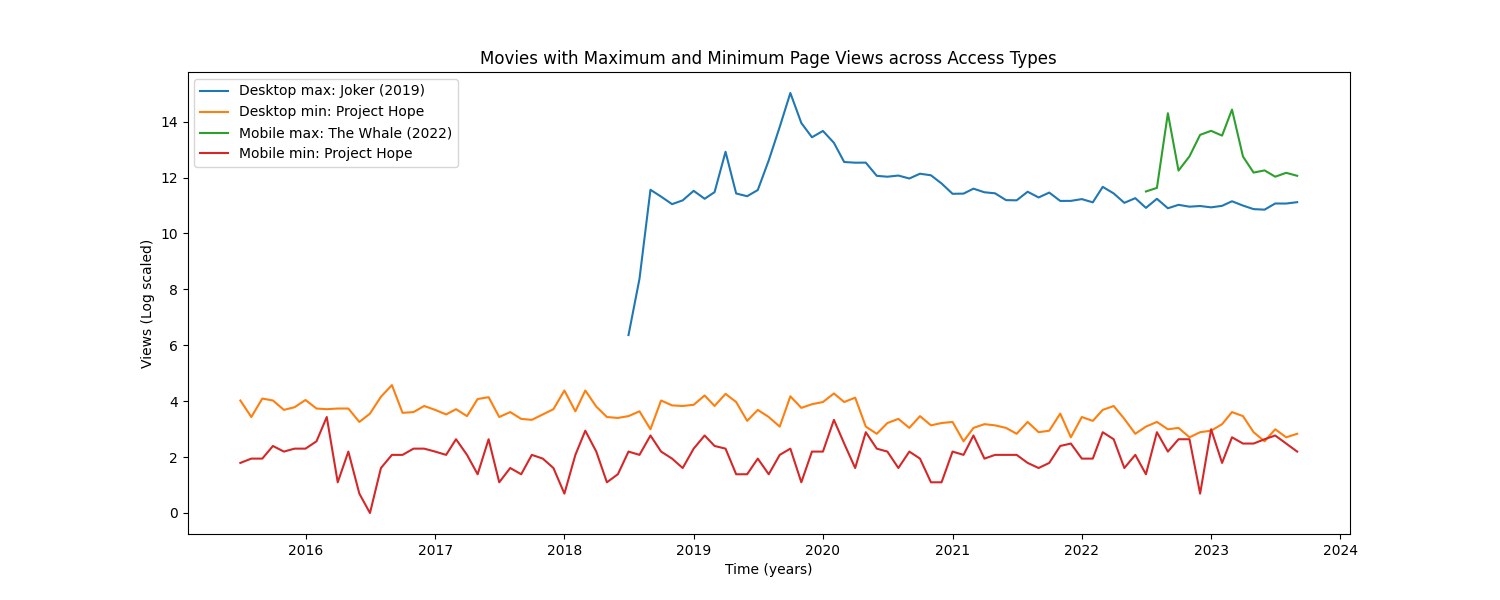 Movies with Maximum and Minimum Page Views across Access Types
Desktop max: Joker (2019)
Desktop min: Project Hope
Mobile max: The Whale (2022)
Mobile min: Project Hope
Views (Log scaled)
14
12
10
8
6
4
2
0
2016 2017 2018 2019 2020 2021 2022 2023 2024
Time (years)